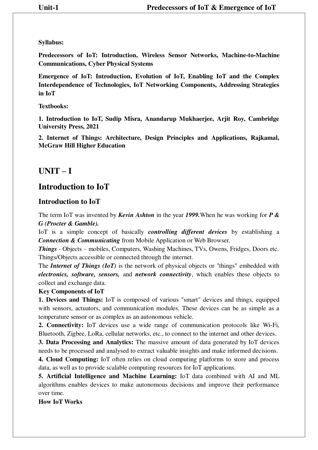 Unit-1 Predecessors of IoT & Emergence of IoT
Syllabus:
Predecessors of IoT: Introduction, Wireless Sensor Networks, Machine-to-Machine
Communications, Cyber Physical Systems
Emergence of IoT: Introduction, Evolution of IoT, Enabling IoT and the Complex
Interdependence of Technologies, IoT Networking Components, Addressing Strategies
in IoT
Textbooks:
1. Introduction to IoT, Sudip Misra, Anandarup Mukhaerjee, Arjit Roy, Cambridge
University Press, 2021
2. Internet of Things: Architecture, Design Principles and Applications, Rajkamal,
McGraw Hill Higher Education
UNIT – I
Introduction to IoT
Introduction to IoT
The term IoT was invented by Kevin Ashton in the year 1999.When he was working for P &
G (Procter & Gamble).
IoT is a simple concept of basically controlling different devices by establishing a
Connection & Communicating from Mobile Application or Web Browser.
Things - Objects – mobiles, Computers, Washing Machines, TVs, Owens, Fridges, Doors etc.
Things/Objects accessible or connected through the internet.
The Internet of Things (IoT) is the network of physical objects or "things" embedded with
electronics, software, sensors, and network connectivity, which enables these objects to
collect and exchange data.
Key Components of IoT
1. Devices and Things: IoT is composed of various "smart" devices and things, equipped
with sensors, actuators, and communication modules. These devices can be as simple as a
temperature sensor or as complex as an autonomous vehicle.
2. Connectivity: IoT devices use a wide range of communication protocols like Wi-Fi,
Bluetooth, Zigbee, LoRa, cellular networks, etc., to connect to the internet and other devices.
3. Data Processing and Analytics: The massive amount of data generated by IoT devices
needs to be processed and analysed to extract valuable insights and make informed decisions.
4. Cloud Computing: IoT often relies on cloud computing platforms to store and process
data, as well as to provide scalable computing resources for IoT applications.
5. Artificial Intelligence and Machine Learning: IoT data combined with AI and ML
algorithms enables devices to make autonomous decisions and improve their performance
over time.
How IoT Works